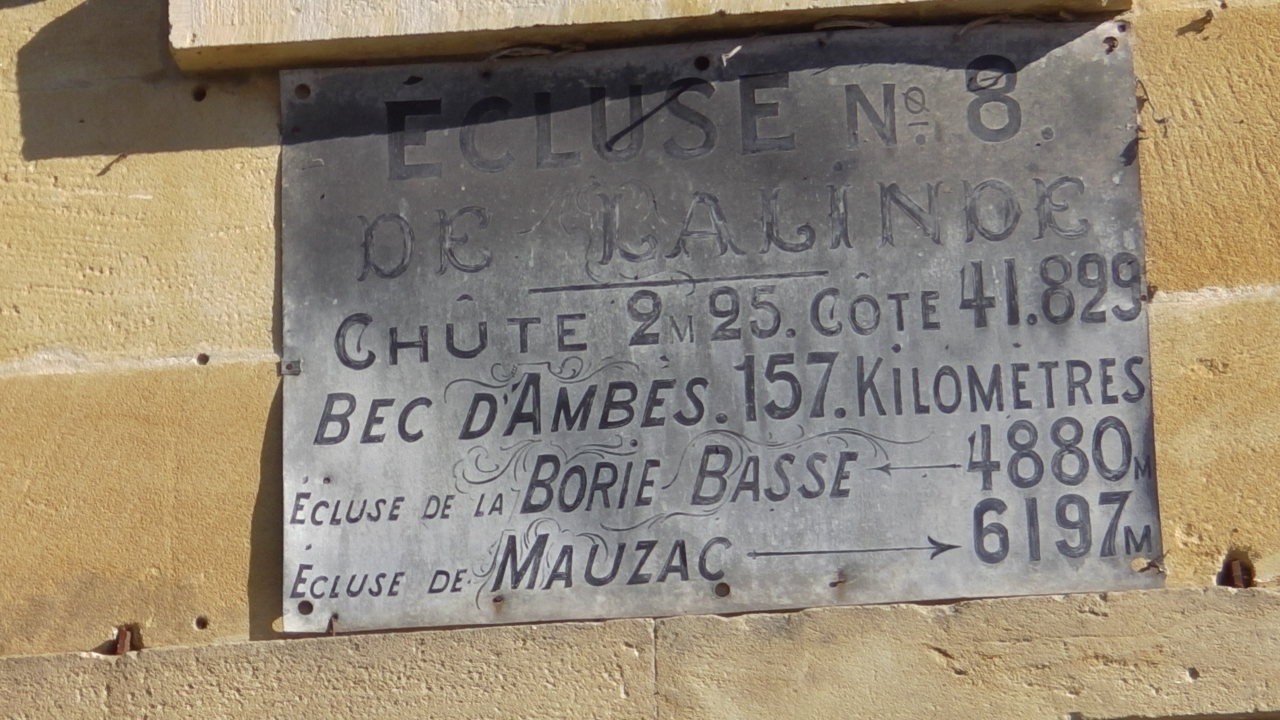 ÉCLUSE Nº 8.
DE LALINDE
CHÛTE 2M25. CÔTE 41.829
BEC D'AMBÈS. 157. KILOMETRES
ÉCLUSE DE LA BORIE BASSE ← 4880M
ÉCLUSE DE MAUZAC → 6197M